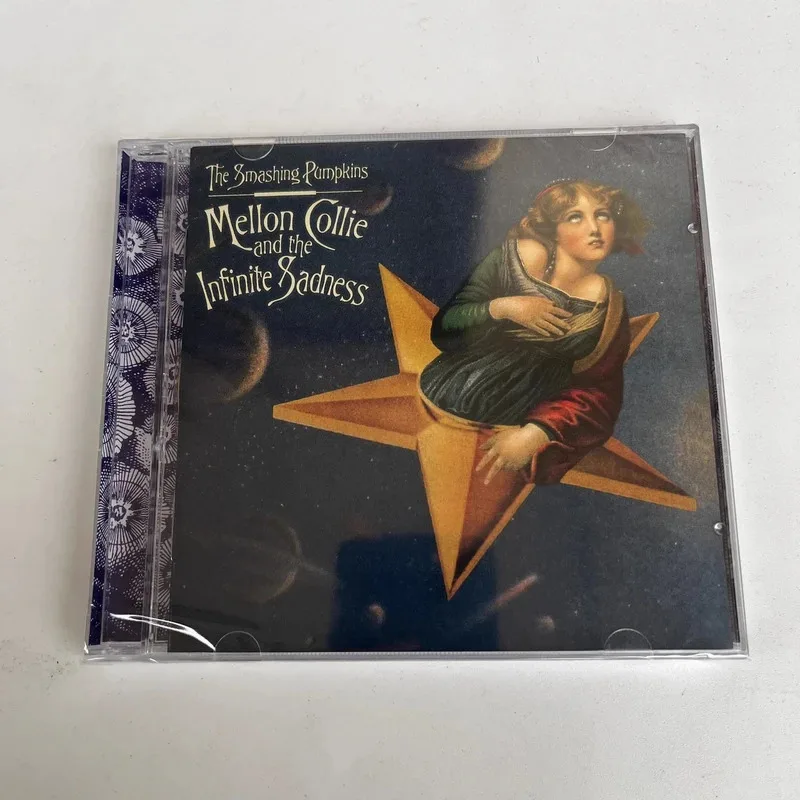 The Smashing Pumpkins
Mellon Collie
and the
Infinite Sadness